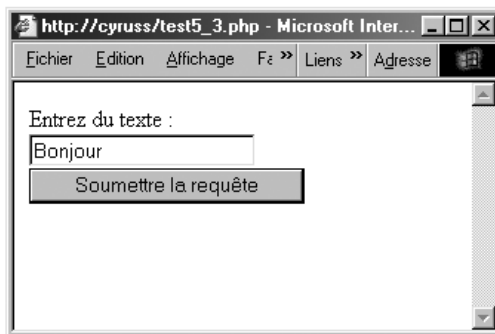 http://cyruss/test5_3.php - Microsoft Inter...
Fichier Edition Affichage Fa » Liens » Adresse
Entrez du texte :
Bonjour
Soumettre la requête